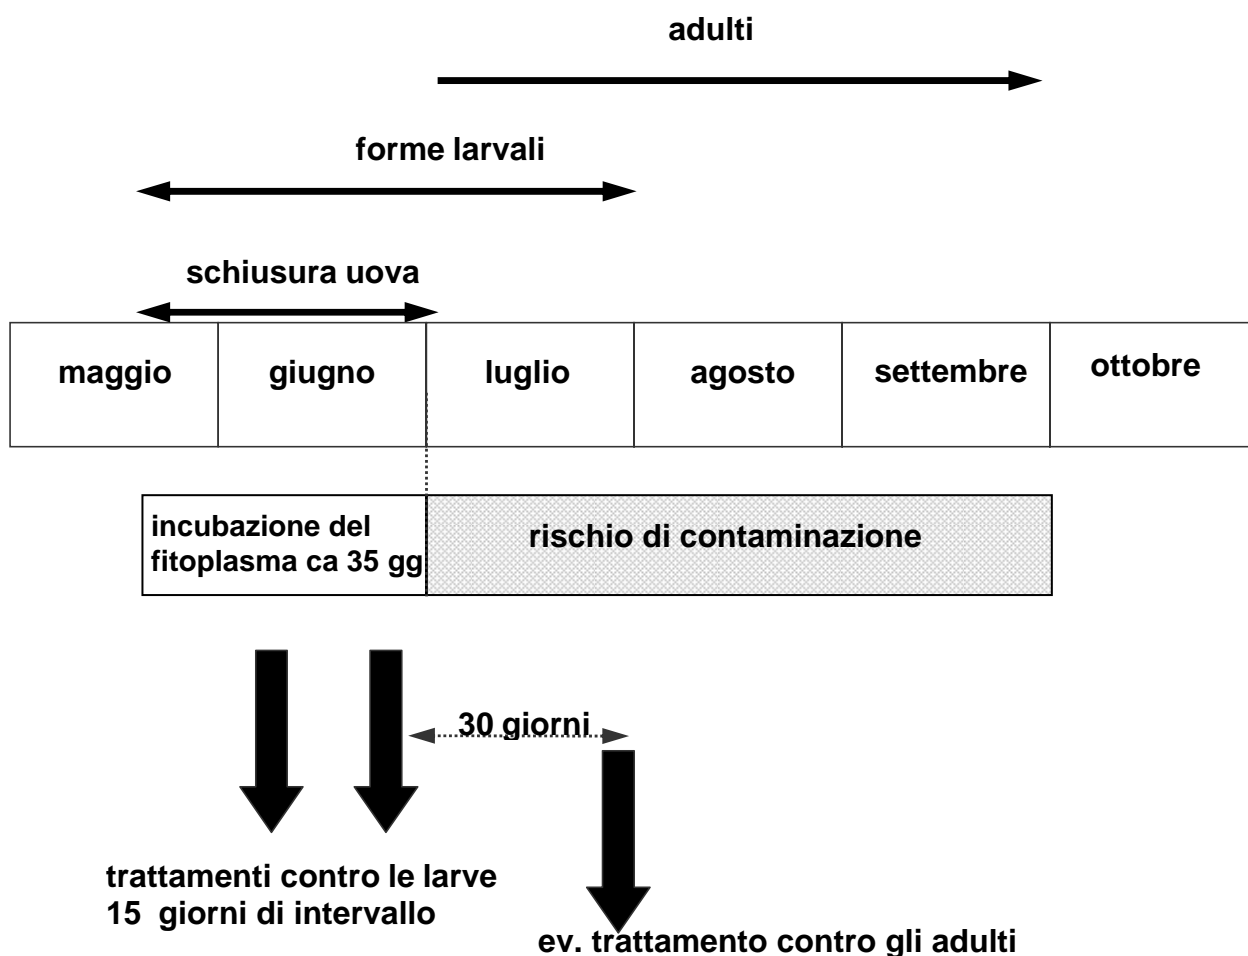 adulti
forme larvali
schiusura uova
maggio giugno luglio agosto settembre ottobre
incubazione del
fitoplasma ca 35 gg
rischio di contaminazione
30 giorni
trattamenti contro le larve
15 giorni di intervallo
ev. trattamento contro gli adulti